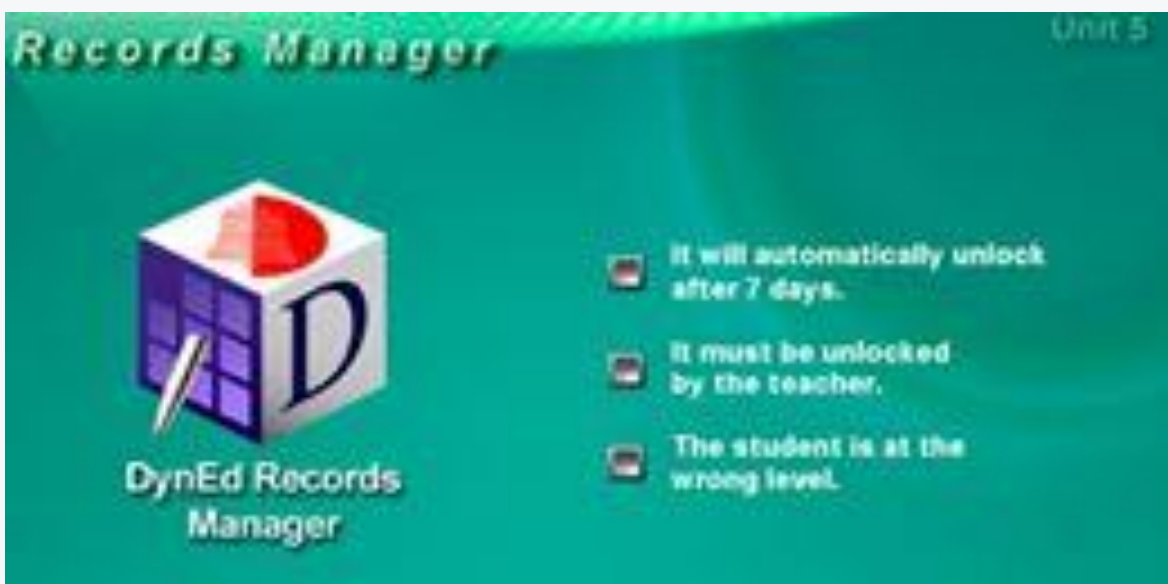 Records Manager
Unit 5
D
It will automatically unlock
after 7 days.
It must be unlocked
by the teacher.
The student is at the
wrong level.
DynEd Records
Manager